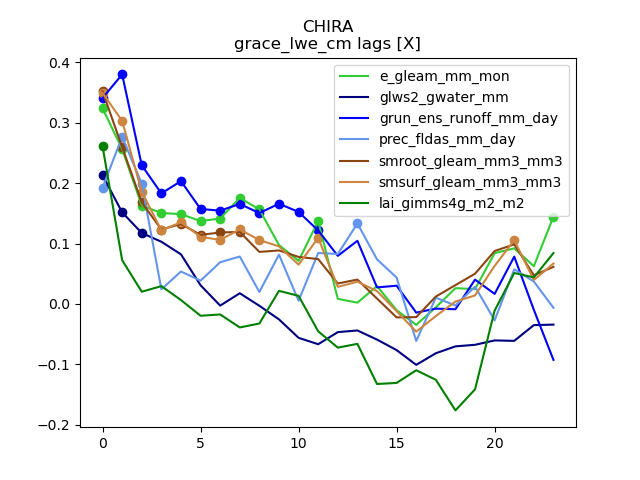 CHIRA
grace_lwe_cm lags [X]
0.4
0.3
0.2
0.1
0.0
−0.1
−0.2
0
5
10
15
20
e_gleam_mm_mon
glws2_gwater_mm
grun_ens_runoff_mm_day
prec_fldas_mm_day
smroot_gleam_mm3_mm3
smsurf_gleam_mm3_mm3
lai_gimms4g_m2_m2